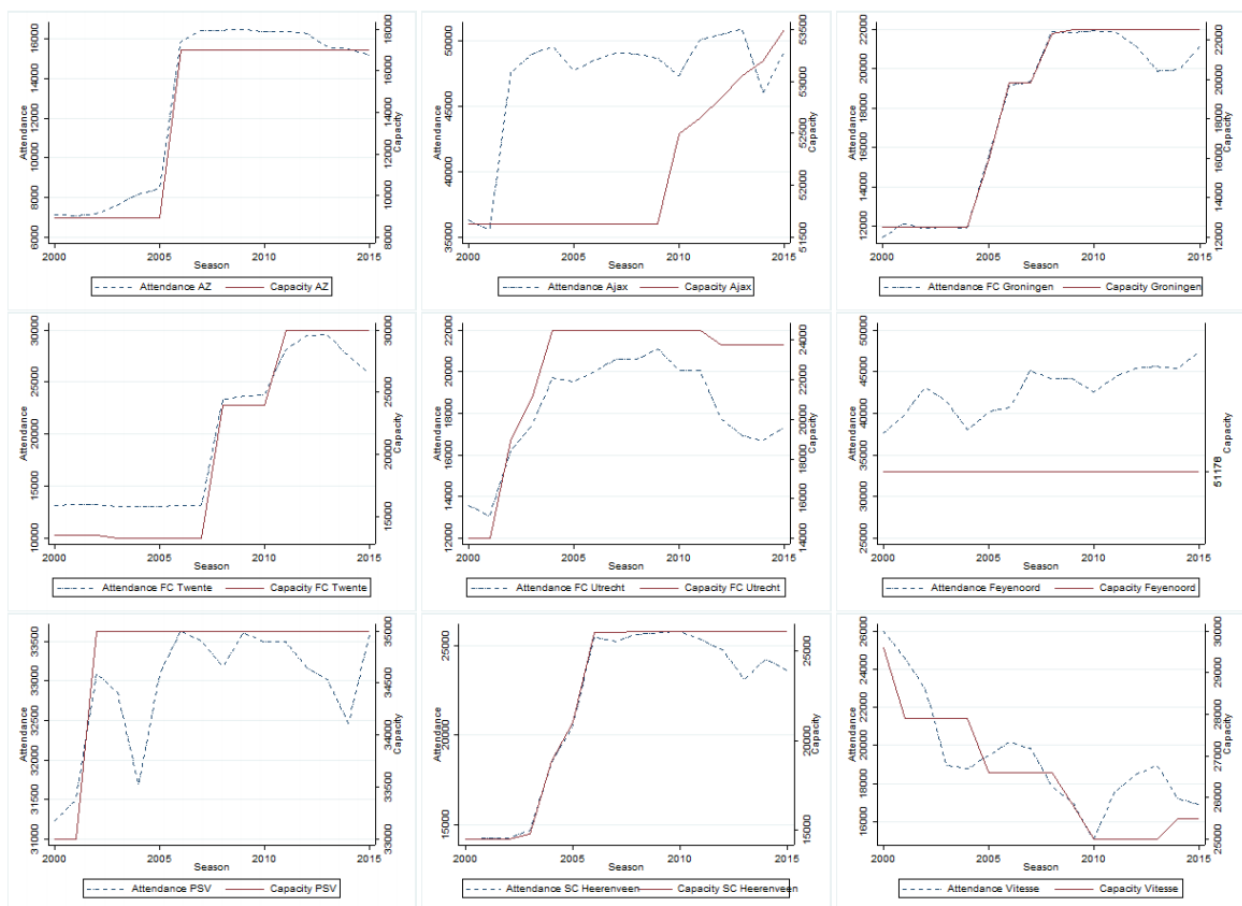 16000
14000
12000
10000
8000
6000
Attendance
18000
16000
14000
12000
10000
8000
Capacity
2000 2005 2010 2015
Season
Attendance AZ Capacity AZ
50000
45000
40000
35000
Attendance
53500
53000
52500
52000
51500
Capacity
2000 2005 2010 2015
Season
Attendance Ajax Capacity Ajax
22000
20000
18000
16000
14000
12000
Attendance
22000
20000
18000
16000
14000
12000
Capacity
2000 2005 2010 2015
Season
Attendance FC Groningen Capacity Groningen
30000
25000
20000
15000
10000
Attendance
30000
25000
20000
15000
Capacity
2000 2005 2010 2015
Season
Attendance FC Twente Capacity FC Twente
22000
20000
18000
16000
14000
12000
Attendance
24000
22000
20000
18000
16000
14000
Capacity
2000 2005 2010 2015
Season
Attendance FC Utrecht Capacity FC Utrecht
50000
45000
40000
35000
30000
25000
Attendance
51176
Capacity
2000 2005 2010 2015
Season
Attendance Feyenoord Capacity Feyenoord
33500
33000
32500
32000
31500
31000
Attendance
35000
34500
34000
33500
33000
Capacity
2000 2005 2010 2015
Season
Attendance PSV Capacity PSV
25000
20000
15000
Attendance
25000
20000
15000
Capacity
2000 2005 2010 2015
Season
Attendance SC Heerenveen Capacity SC Heerenveen
26000
24000
22000
20000
18000
16000
Attendance
30000
29000
28000
27000
26000
25000
Capacity
2000 2005 2010 2015
Season
Attendance Vitesse Capacity Vitesse